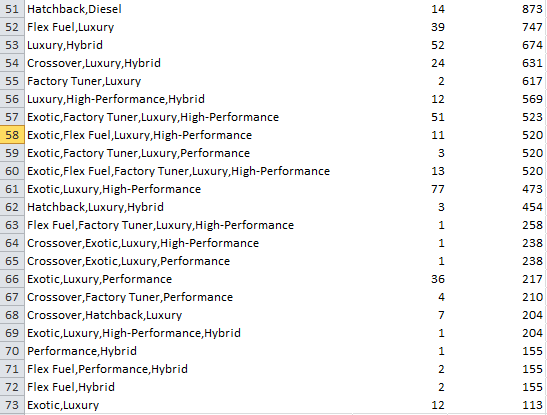 51 Hatchback,Diesel 14 873
52 Flex Fuel,Luxury 39 747
53 Luxury,Hybrid 52 674
54 Crossover,Luxury,Hybrid 24 631
55 Factory Tuner,Luxury 2 617
56 Luxury,High-Performance,Hybrid 12 569
57 Exotic,Factory Tuner,Luxury,High-Performance 51 523
58 Exotic,Flex Fuel,Luxury,High-Performance 11 520
59 Exotic,Factory Tuner,Luxury,Performance 3 520
60 Exotic,Flex Fuel,Factory Tuner,Luxury,High-Performance 13 520
61 Exotic,Luxury,High-Performance 77 473
62 Hatchback,Luxury,Hybrid 3 454
63 Flex Fuel,Factory Tuner,Luxury,High-Performance 1 258
64 Crossover,Exotic,Luxury,High-Performance 1 238
65 Crossover,Exotic,Luxury,Performance 1 238
66 Exotic,Luxury,Performance 36 217
67 Crossover,Factory Tuner,Performance 4 210
68 Crossover,Hatchback,Luxury 7 204
69 Exotic,Luxury,High-Performance,Hybrid 1 204
70 Performance,Hybrid 1 155
71 Flex Fuel,Performance,Hybrid 2 155
72 Flex Fuel,Hybrid 2 155
73 Exotic,Luxury 12 113